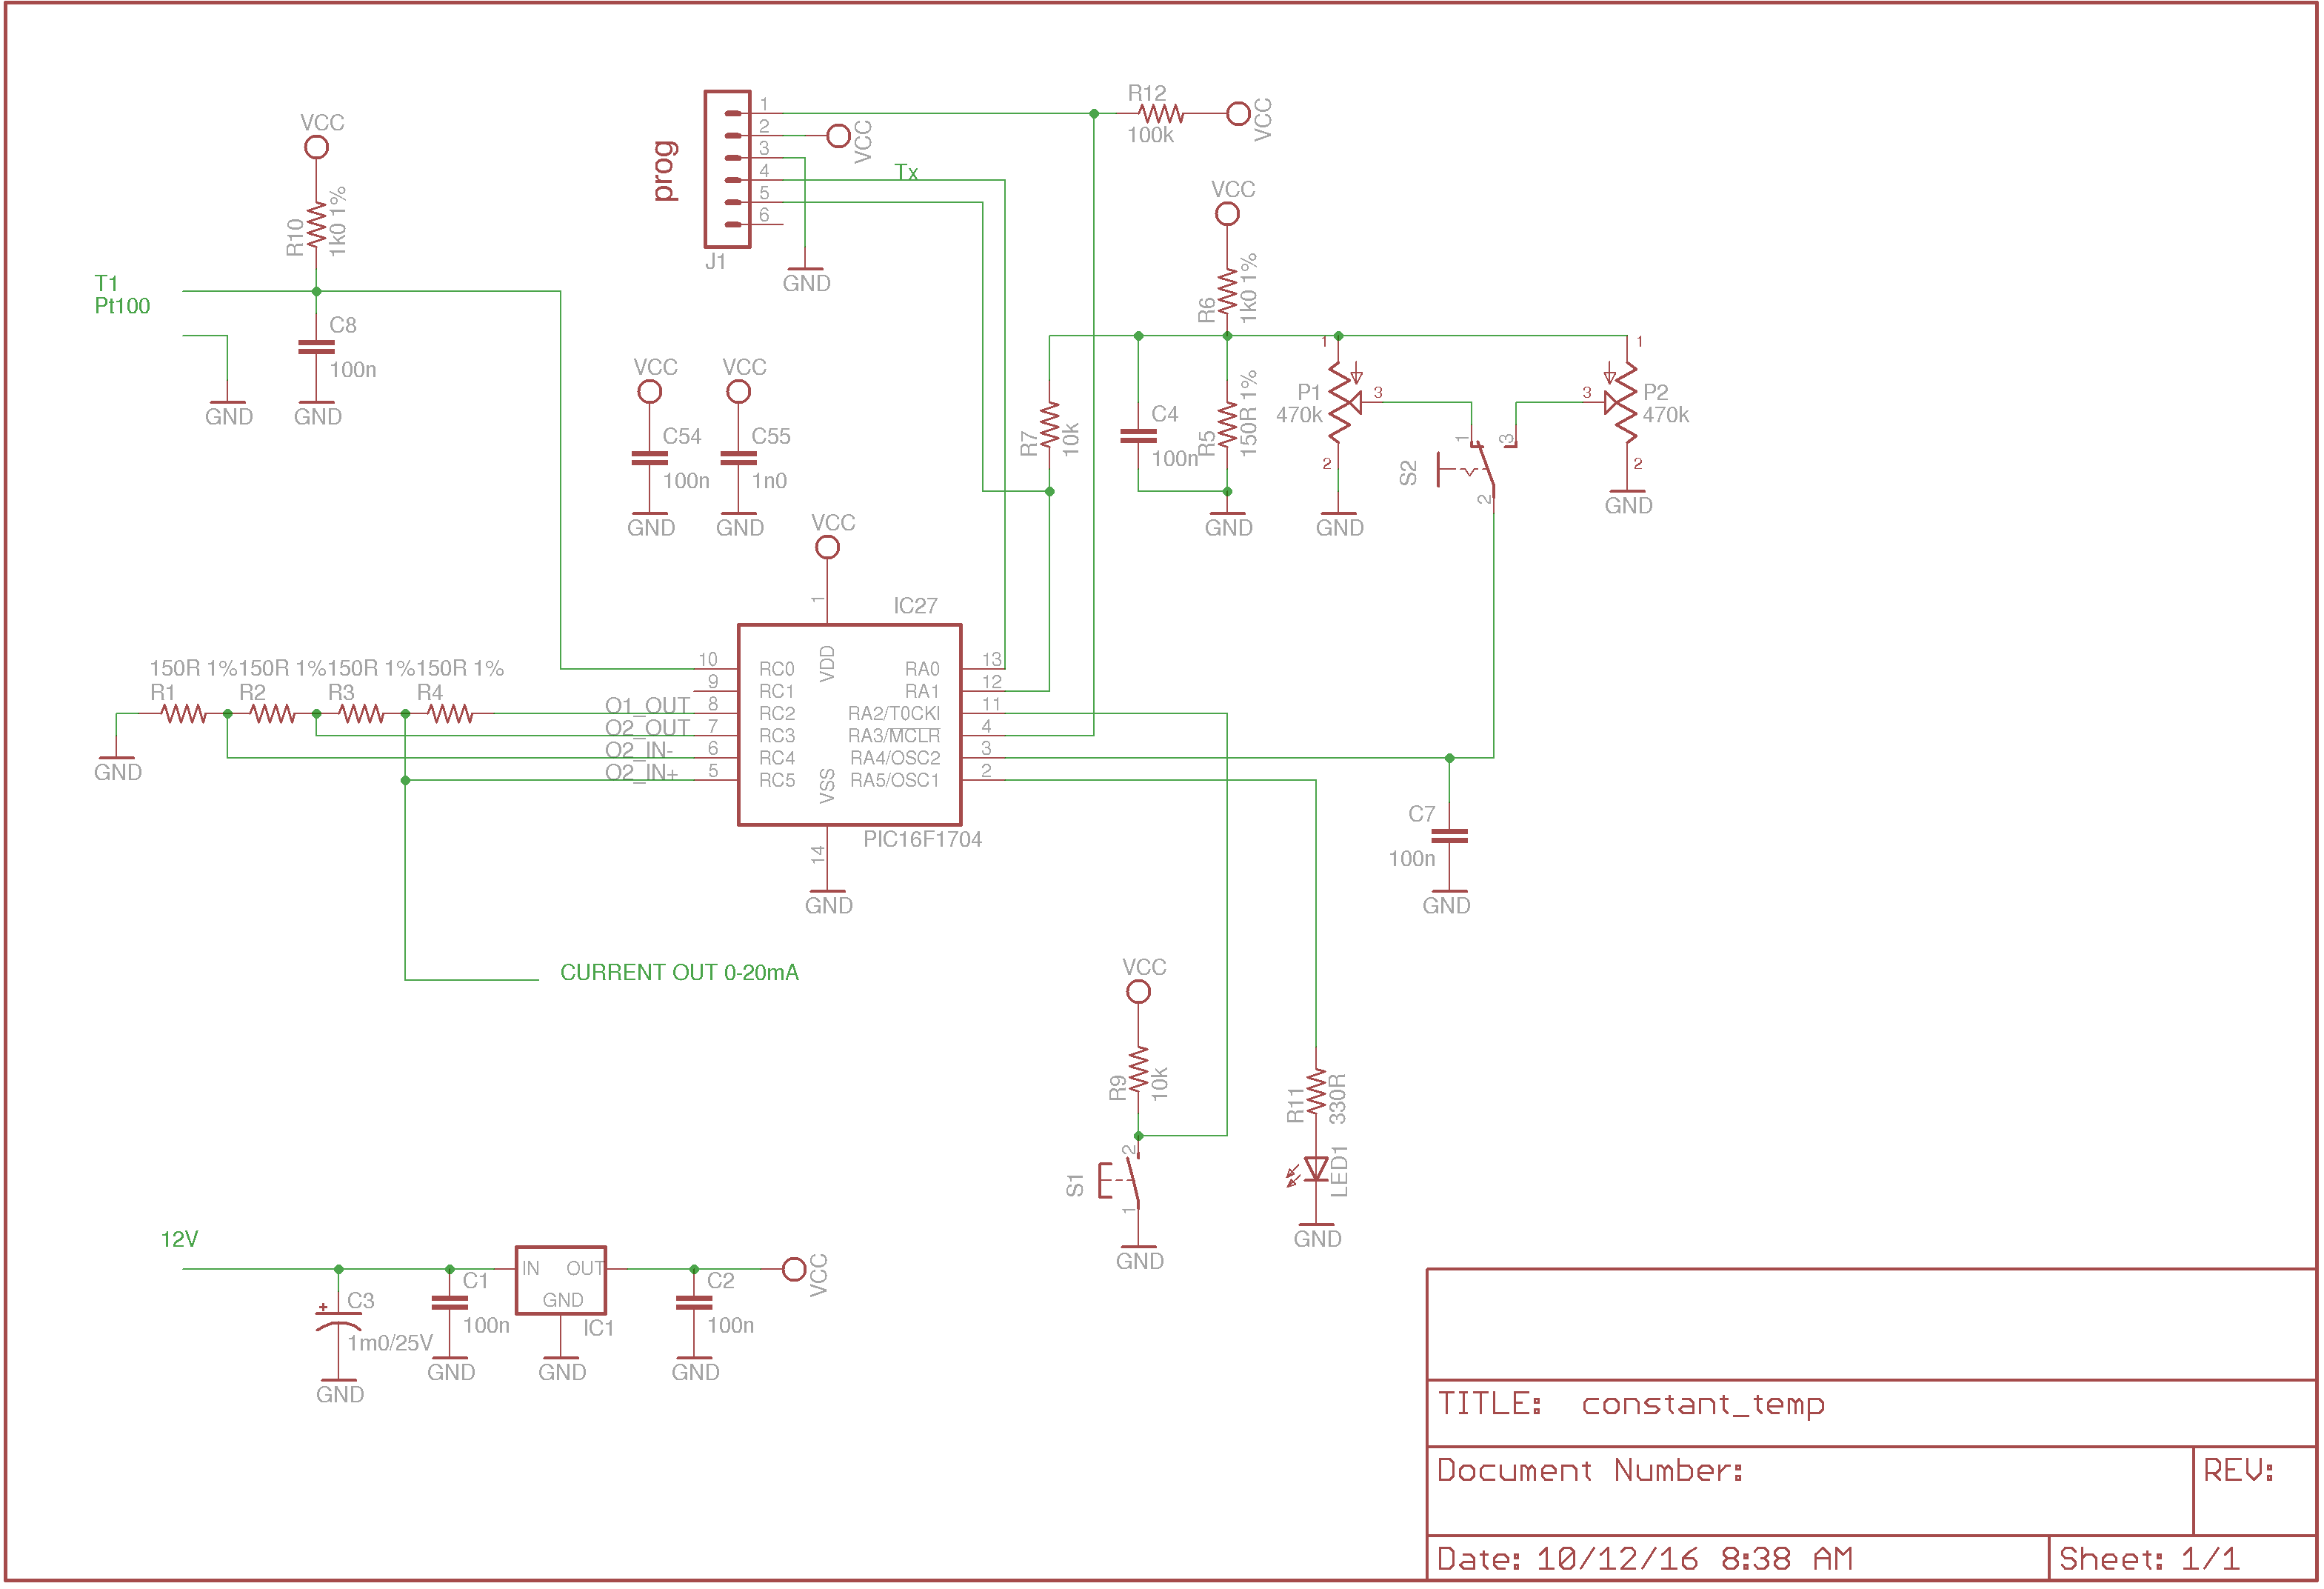 VCC
R10
1k0 1%
T1
Pt100
C8
100n
GND
GND
prog
1
2
3
4
5
6
J1
VCC
GND
Tx
R12
100k
VCC
VCC
R6
1k0 1%
R7
10k
C4
100n
R5
150R 1%
GND
1
P1
470k
3
2
GND
1
3
P2
470k
2
GND
S2
1
3
2
VCC
C54
100n
GND
VCC
C55
1n0
GND
VCC
1
IC27
150R 1%150R 1%150R 1%150R 1%
R1 R2 R3 R4
GND
O1_OUT
O2_OUT
O2_IN-
O2_IN+
10 RC0 VDD RA0 13
9 RC1 RA1 12
8 RC2 RA2/T0CKI 11
7 RC3 RA3/MCLR 4
6 RC4 RA4/OSC2 3
5 RC5 VSS RA5/OSC1 2
PIC16F1704
14
GND
C7
100n
GND
CURRENT OUT 0-20mA
VCC
R9
10k
S1
2
1
GND
R11
330R
LED1
GND
12V
+
C3
1m0/25V
GND
C1
100n
GND
IN OUT
GND
IC1
GND
C2
100n
GND
VCC
TITLE: constant_temp
Document Number:
REV:
Date: 10/12/16 8:38 AM
Sheet: 1/1